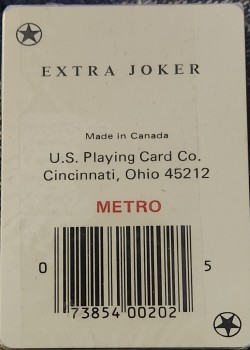 EXTRA JOKER
Made in Canada
U.S. Playing Card Co.
Cincinnati, Ohio 45212
METRO
0 73854 00202 5